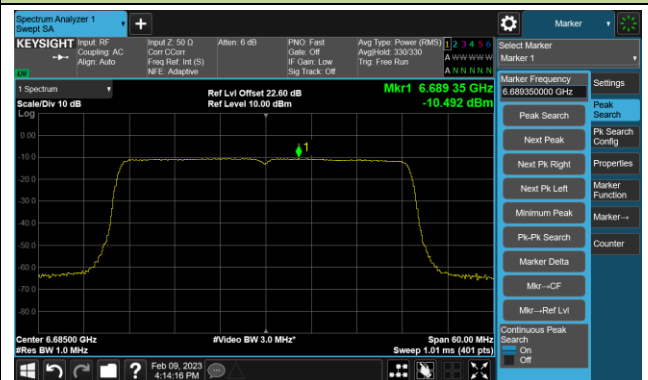 Spectrum Analyzer 1
Swept SA
+
Marker
KEYSIGHT
Input: RF
Coupling: AC
Align: Auto
Input Z: 50 Ω
Corr CCorr
Freq Ref: Int (S)
NFE: Adaptive
Atten: 6 dB
PNO: Fast
Gate: Off
IF Gain: Low
Sig Track: Off
Avg Type: Power (RMS)
Avg|Hold: 330/330
Trig: Free Run
1 2 3 4 5 6
A W W W W W
A N N N N N
Select Marker
Marker 1
1 Spectrum
Scale/Div 10 dB
Log
Ref Lvl Offset 22.60 dB
Ref Level 10.00 dBm
Mkr1 6.689 35 GHz
-10.492 dBm
1
0.00
-10.0
-20.0
-30.0
-40.0
-50.0
-60.0
-70.0
-80.0
Center 6.68500 GHz
#Res BW 1.0 MHz
#Video BW 3.0 MHz*
Span 60.00 MHz
Sweep 1.01 ms (401 pts)
Marker Frequency
6.689350000 GHz
Peak Search
Next Peak
Next Pk Right
Next Pk Left
Minimum Peak
Pk-Pk Search
Marker Delta
Mkr→CF
Mkr→Ref Lvl
Continuous Peak
Search
On
Off
Settings
Peak
Search
Pk Search
Config
Properties
Marker
Function
Marker→
Counter
?
Feb 09, 2023
4:14:16 PM